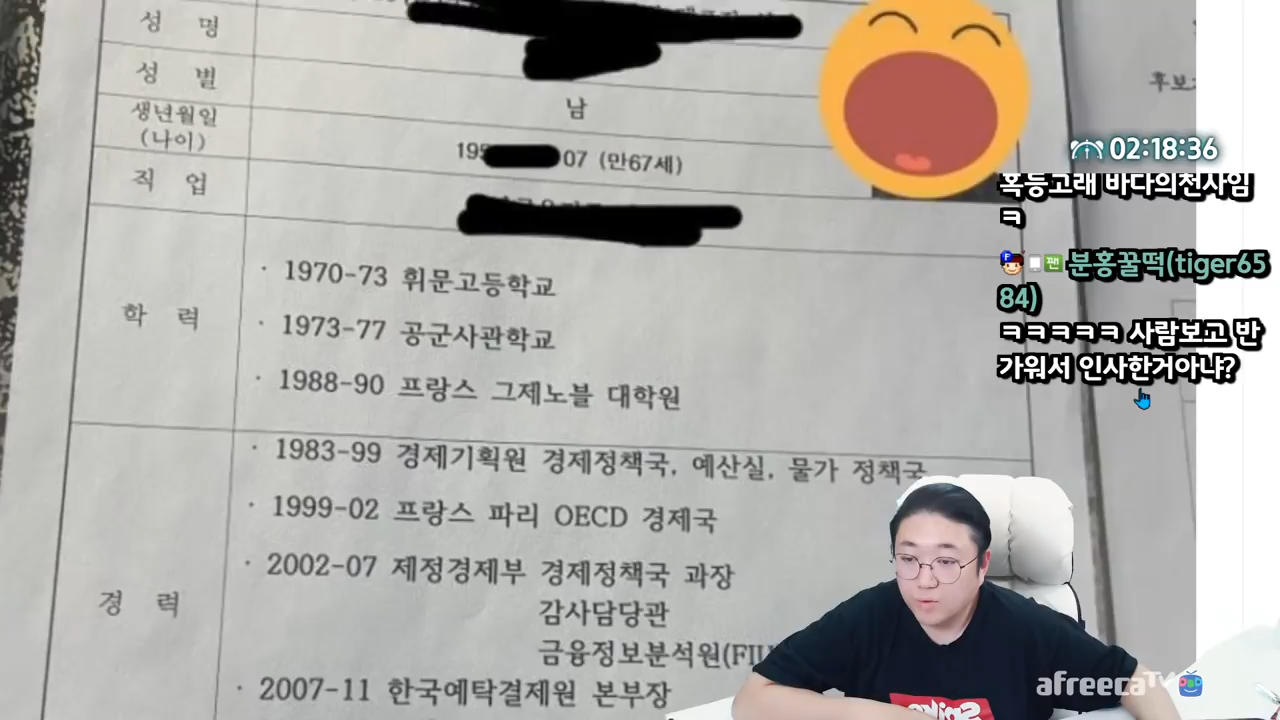 성 명
성 별
남
생년월일
(나이)
07 (만67세)
직 업
학 력
· 1970-73 휘문고등학교
· 1973-77 공군사관학교
· 1988-90 프랑스 그제노블 대학원
경 력
· 1983-99 경제기획원 경제정책국, 예산실, 물가 정책국
· 1999-02 프랑스 파리 OECD 경제국
· 2002-07 제정경제부 경제정책국 과장
감사담당관
금융정보분석원(FIU
· 2007-11 한국예탁결제원 본부장
02:18:36
혹등고래 바다의천사임
ㅋ
분홍꿀떡(tiger65
84)
ㅋㅋㅋㅋㅋ 사람보고 반
가워서 인사한거아냐?
afreecaTV